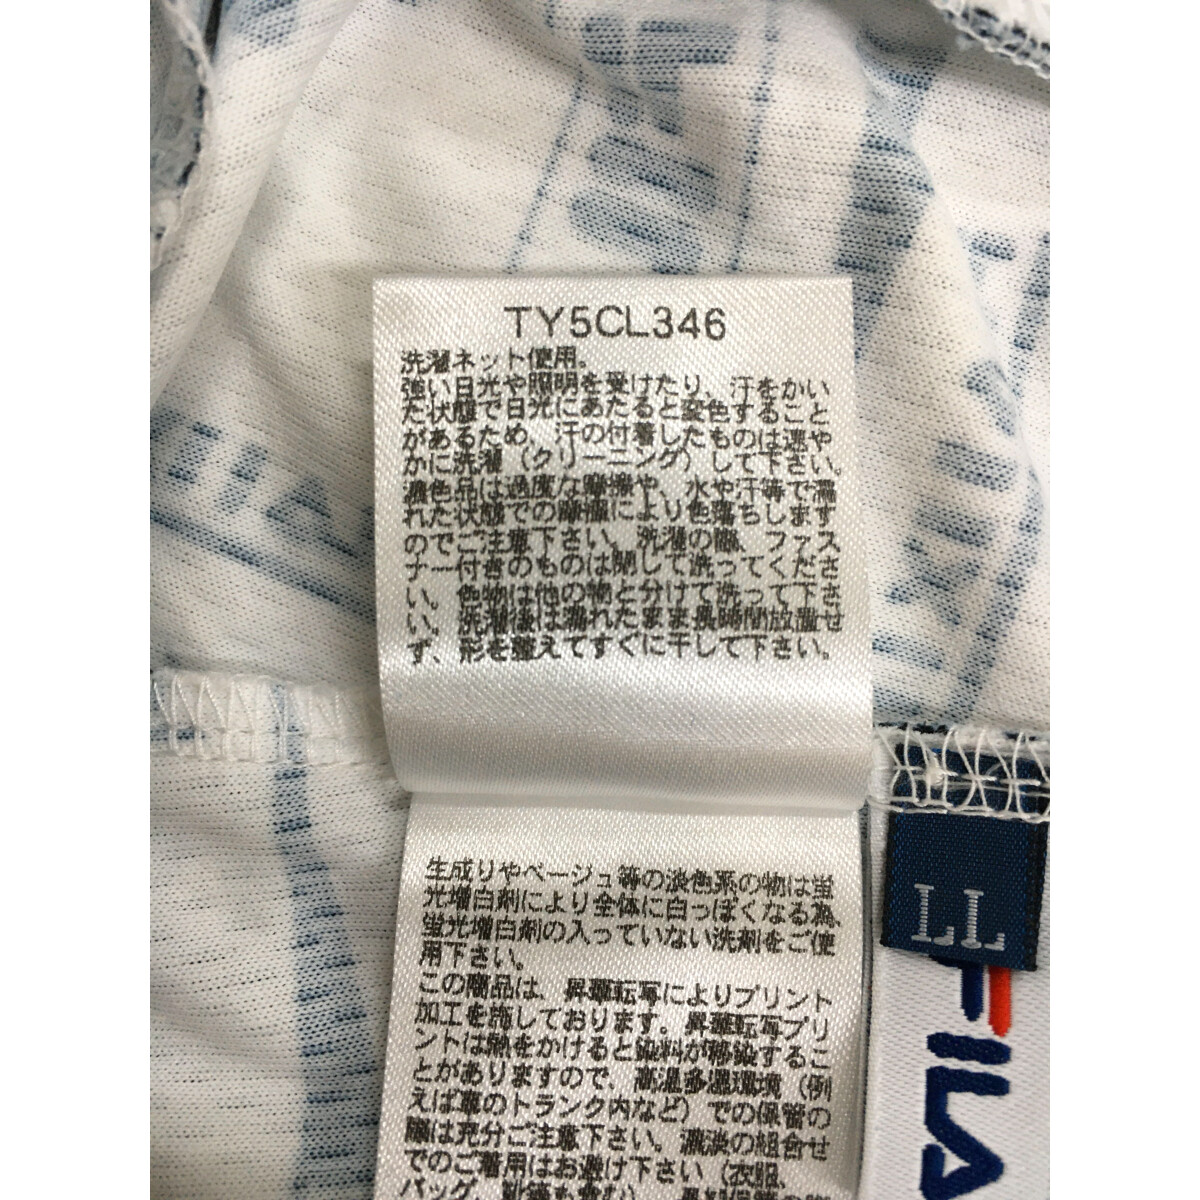 TY5CL346
洗濯ネット使用。
強い日光や照明を受けたり、汗をかい
た状態で日光にあたると変色すること
があるため、汗の付着したものは速や
かに洗濯（クリーニング）して下さい。
濃色品は過度な摩擦や、水や汗等で濡
れた状態での摩擦により色落ちします
のでご注意下さい。洗濯の際、ファス
ナー付きのものは閉じて洗ってくださ
い。色物は他の物と分けて洗って下さ
い。洗濯後は濡れたまま長時間放置せ
ず、形を整えてすぐに干して下さい。
生成りやベージュ等の淡色系の物は蛍
光増白剤により全体に白っぽくなる為、
蛍光増白剤の入っていない洗剤をご使
用下さい。
この商品は、昇華転写によりプリント
加工を施しております。昇華転写プリ
ントは熱をかけると染料が移染するこ
とがありますので、高温多湿環境（例
えば車のトランク内など）での保管の
際は充分ご注意下さい。濃淡の組合せ
でのご着用はお避け下さい（衣服、
バッグ、靴等も含む）。
LL
FILA